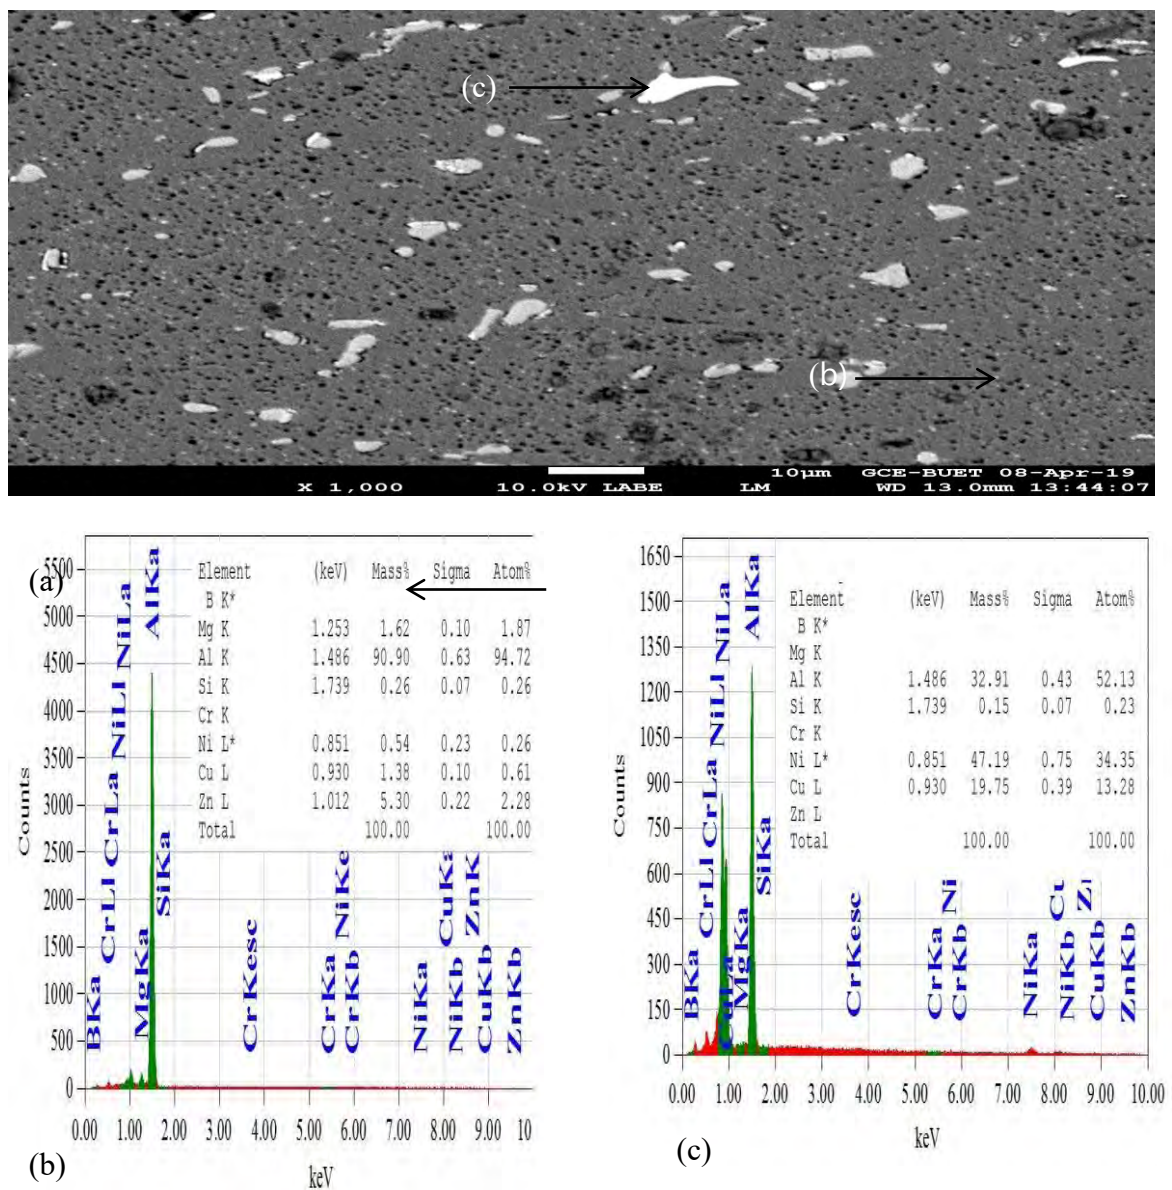 (c)
(b)
10µm GCE-BUET 08-Apr-19
X 1,000 10.0kV LABE LM WD 13.0mm 13:44:07
(a)
Counts
5500
5000
4500
4000
3500
3000
2500
2000
1500
1000
500
0
Element (keV) Mass% Sigma Atom%
B K*
Mg K 1.253 1.62 0.10 1.87
Al K 1.486 90.90 0.63 94.72
Si K 1.739 0.26 0.07 0.26
Cr K
Ni L* 0.851 0.54 0.23 0.26
Cu L 0.930 1.38 0.10 0.61
Zn L 1.012 5.30 0.22 2.28
Total 100.00 100.00
BKa
CrLl
CrLa
NiLl
NiLa
MgKa
AlKa
SiKa
CrKesc
CrKa
CrKb
NiKe
NiKa
NiKb
CuKa
CuKb
ZnK
ZnKb
0.00 1.00 2.00 3.00 4.00 5.00 6.00 7.00 8.00 9.00 10
keV
(b)
Counts
1650
1500
1350
1200
1050
900
750
600
450
300
150
0
Element (keV) Mass% Sigma Atom%
B K*
Mg K
Al K 1.486 32.91 0.43 52.13
Si K 1.739 0.15 0.07 0.23
Cr K
Ni L* 0.851 47.19 0.75 34.35
Cu L 0.930 19.75 0.39 13.28
Zn L
Total 100.00 100.00
BKa
CrLl
CrLa
NiLl
NiLa
MgKa
AlKa
SiKa
CrKesc
CrKa
CrKb
Ni
NiKa
NiKb
Cu
CuKb
ZnKb
0.00 1.00 2.00 3.00 4.00 5.00 6.00 7.00 8.00 9.00 10.00
keV
(c)